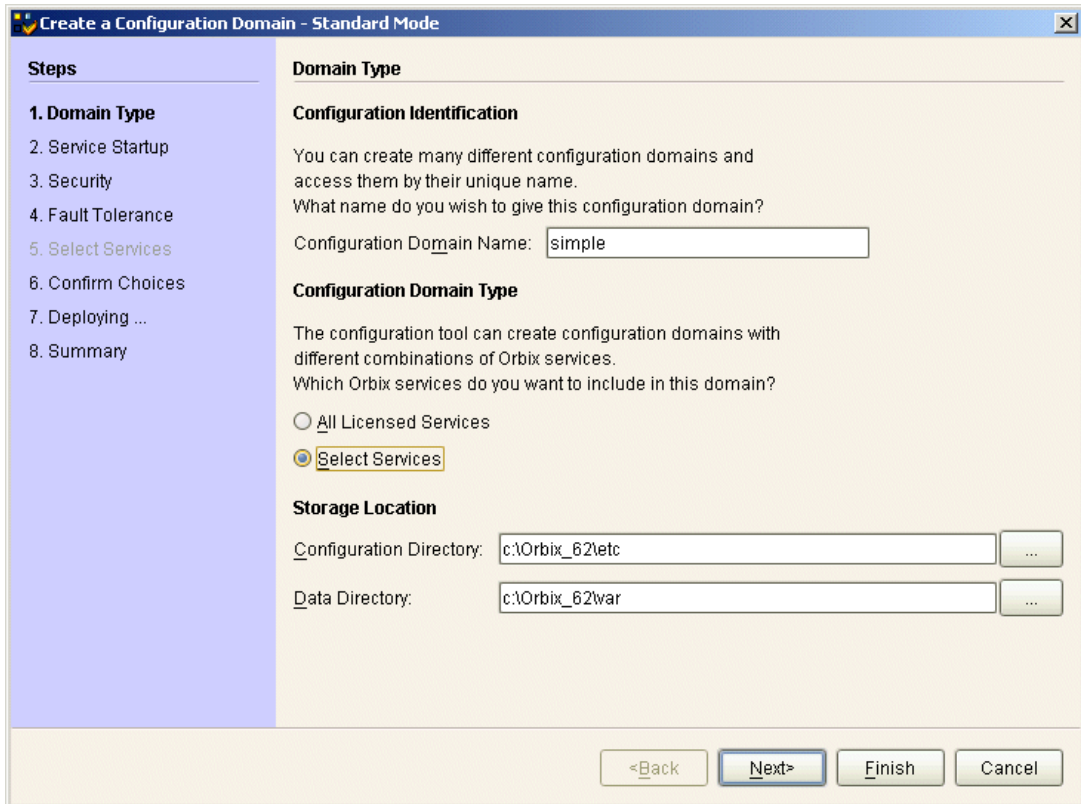 Create a Configuration Domain - Standard Mode
Steps
1. Domain Type
2. Service Startup
3. Security
4. Fault Tolerance
5. Select Services
6. Confirm Choices
7. Deploying ...
8. Summary
Domain Type
Configuration Identification
You can create many different configuration domains and
access them by their unique name.
What name do you wish to give this configuration domain?
Configuration Domain Name: simple
Configuration Domain Type
The configuration tool can create configuration domains with
different combinations of Orbix services.
Which Orbix services do you want to include in this domain?
All Licensed Services
Select Services
Storage Location
Configuration Directory: c:\Orbix_62\etc ...
Data Directory: c:\Orbix_62\var ...
<Back Next> Finish Cancel